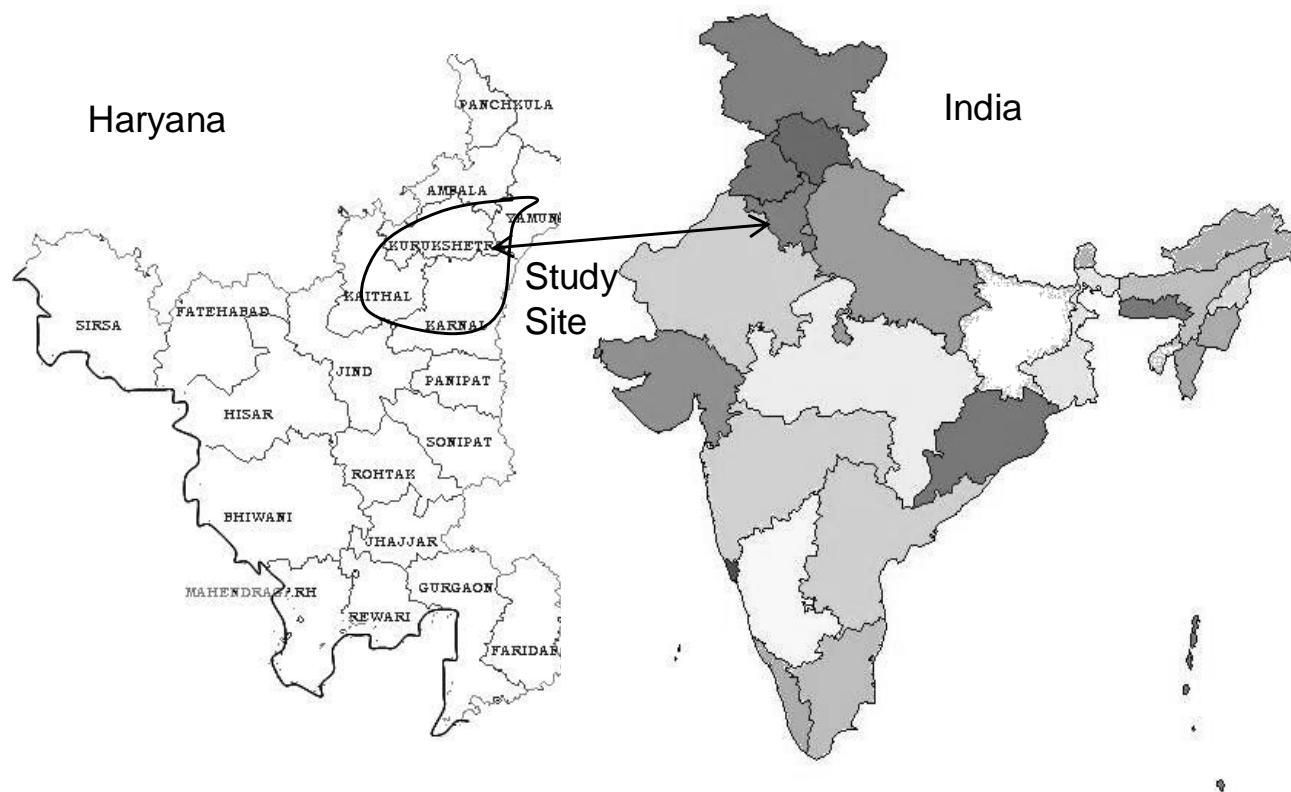 Haryana
India
PANCHKULA
AMBALA
YAMUN
KURUKSHETR
Study
Site
KAITHAL
KARNAL
SIRSA
FATEHABAD
JIND
PANIPAT
HISAR
SONIPAT
ROHTAK
BHIWANI
JHAJJAR
GURGAON
REWARI